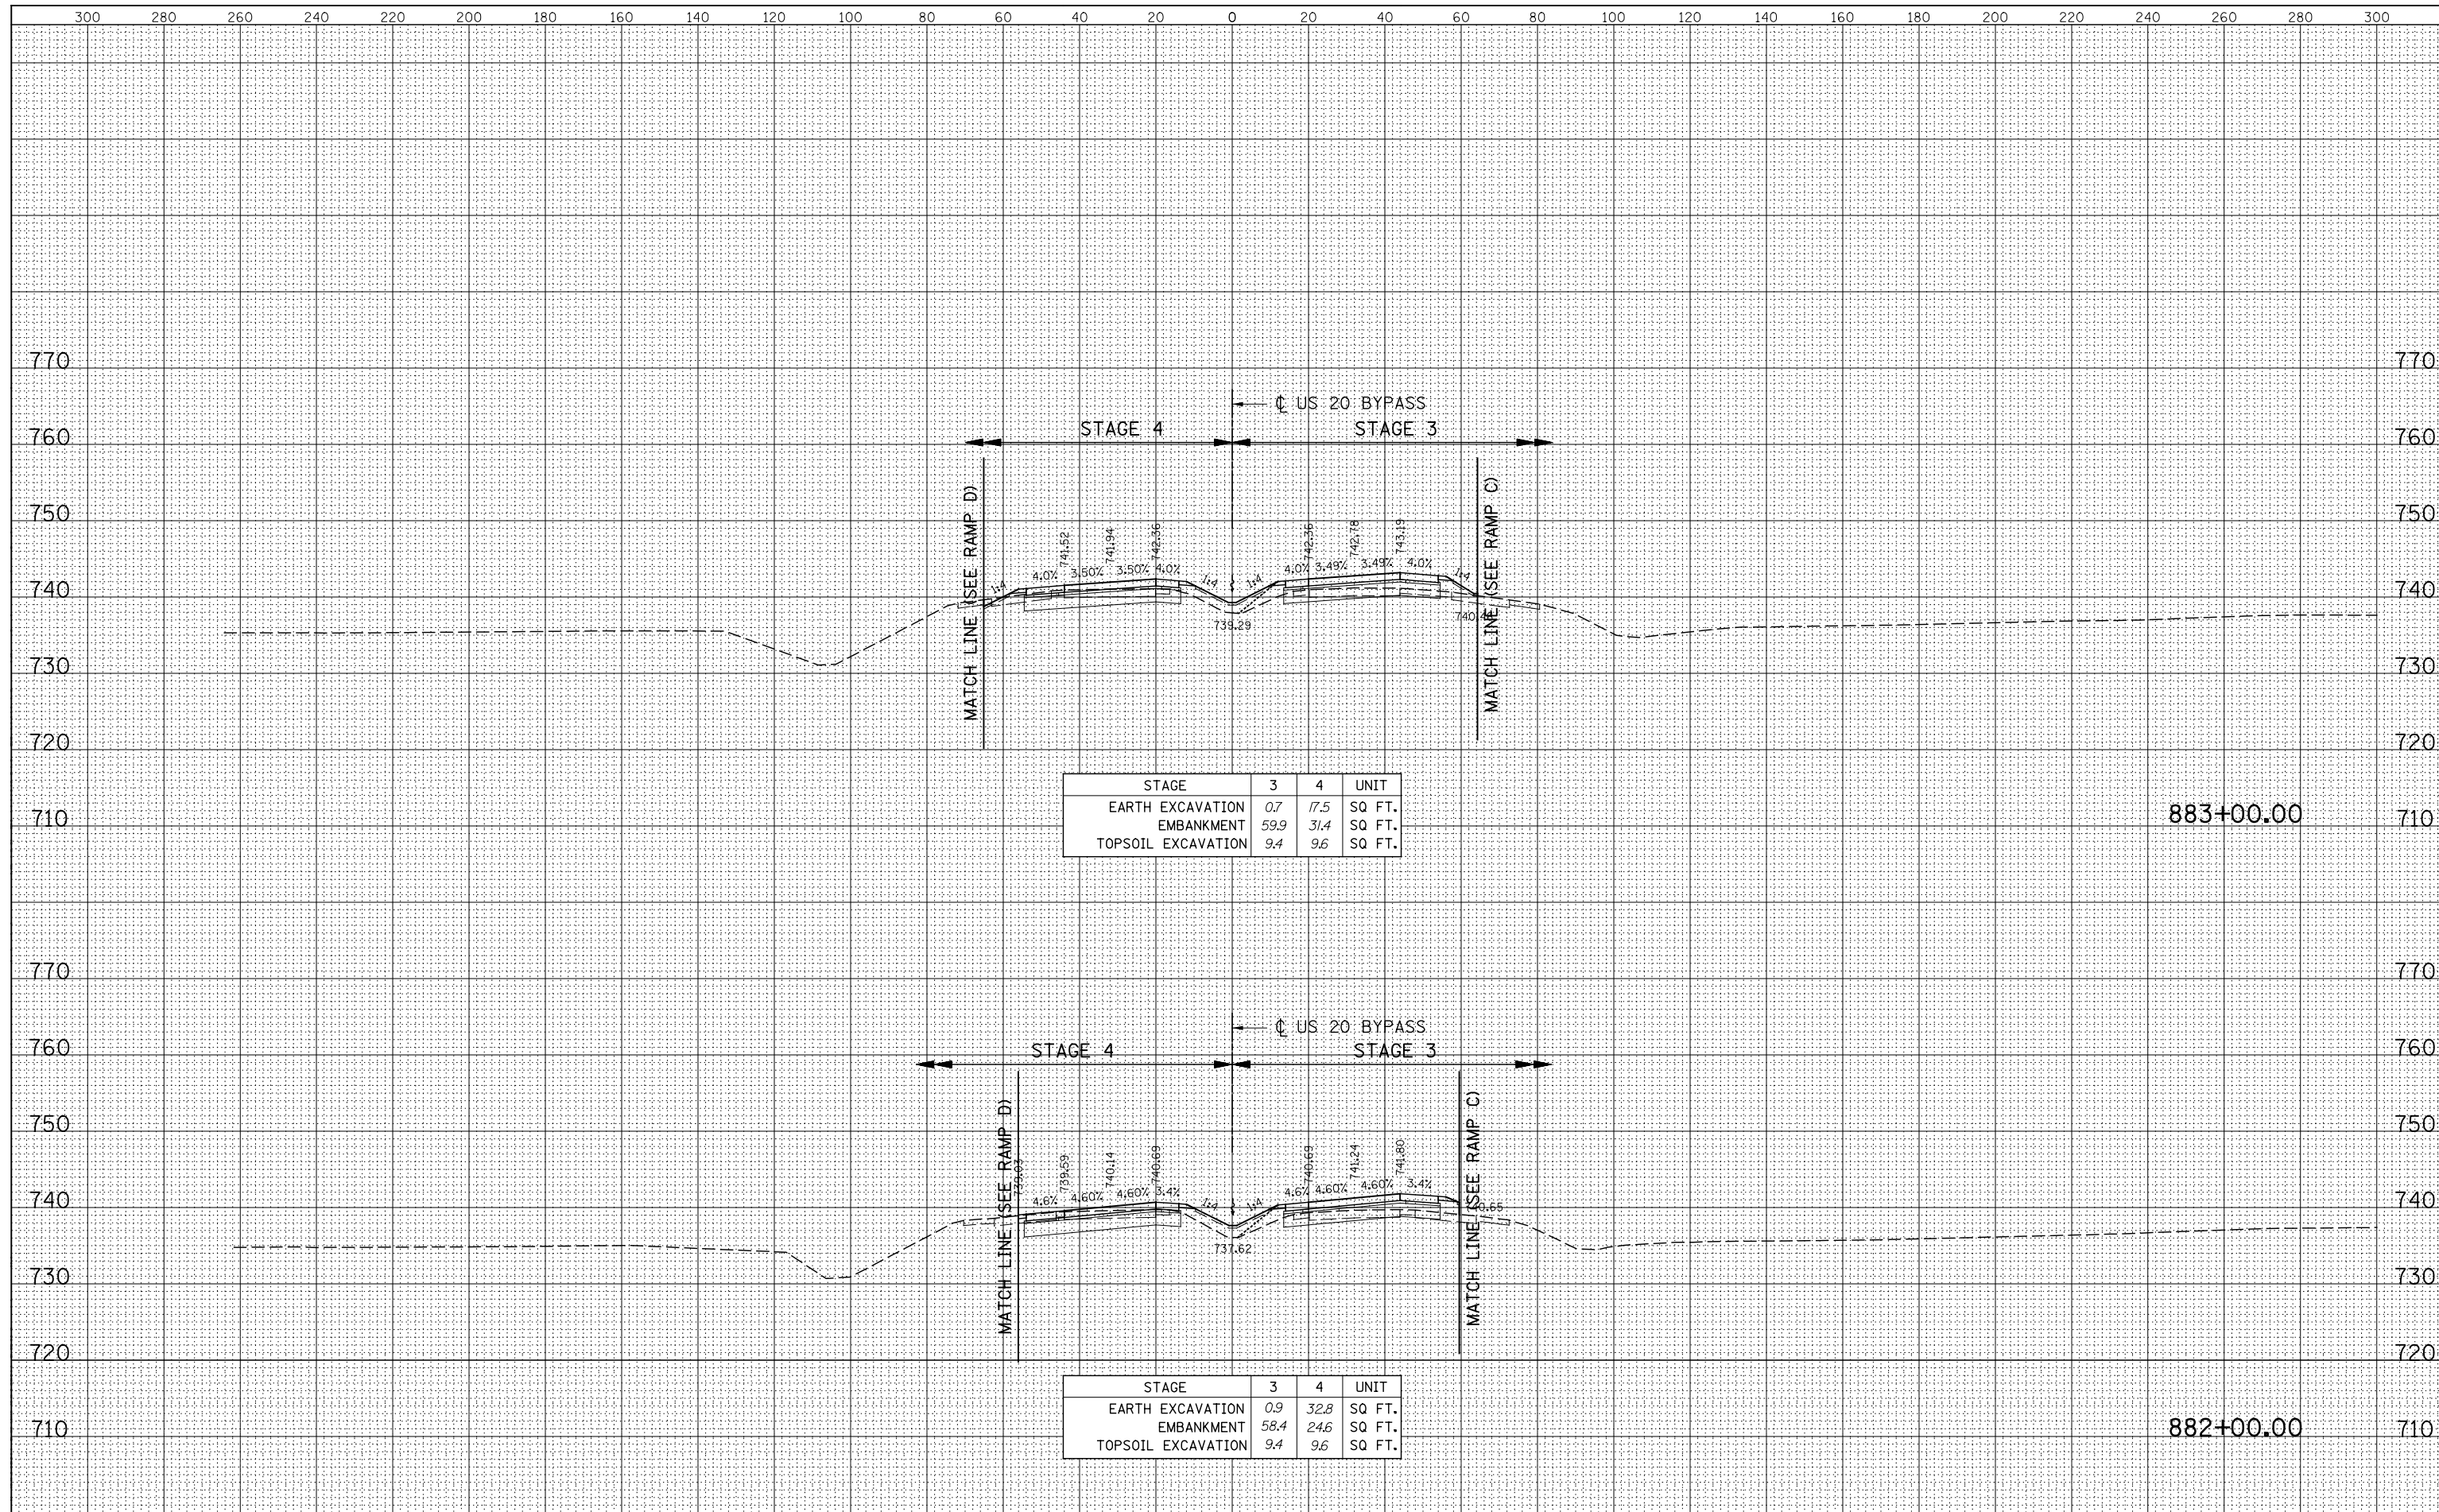 300 280 260 240 220 200 180 160 140 120 100 80 60 40 20 0 20 40 60 80 100 120 140 160 180 200 220 240 260 280 300
770 770
℄ US 20 BYPASS
760 760
STAGE 4 STAGE 3
750 750
MATCH LINE (SEE RAMP D)
741.52 741.94 742.36 742.36 742.78 743.19
MATCH LINE (SEE RAMP C)
1:4 4.0% 3.50% 3.50% 4.0% 1:4 1:4 4.0% 3.49% 3.49% 4.0% 1:4
740 740
739.29
730 730
720 720
STAGE 3 4 UNIT
EARTH EXCAVATION 0.7 17.5 SQ FT.
EMBANKMENT 59.9 31.4 SQ FT.
TOPSOIL EXCAVATION 9.4 9.6 SQ FT.
710 883+00.00 710
770 770
℄ US 20 BYPASS
760 760
STAGE 4 STAGE 3
750 750
MATCH LINE (SEE RAMP D)
739.03 739.59 740.14 740.69 740.69 741.24 741.80
MATCH LINE (SEE RAMP C)
4.6% 4.60% 4.60% 3.4% 1:4 1:4 4.6% 4.60% 4.60% 3.4%
740 740
740.65
737.62
730 730
720 720
STAGE 3 4 UNIT
EARTH EXCAVATION 0.9 32.8 SQ FT.
EMBANKMENT 58.4 24.6 SQ FT.
TOPSOIL EXCAVATION 9.4 9.6 SQ FT.
710 882+00.00 710